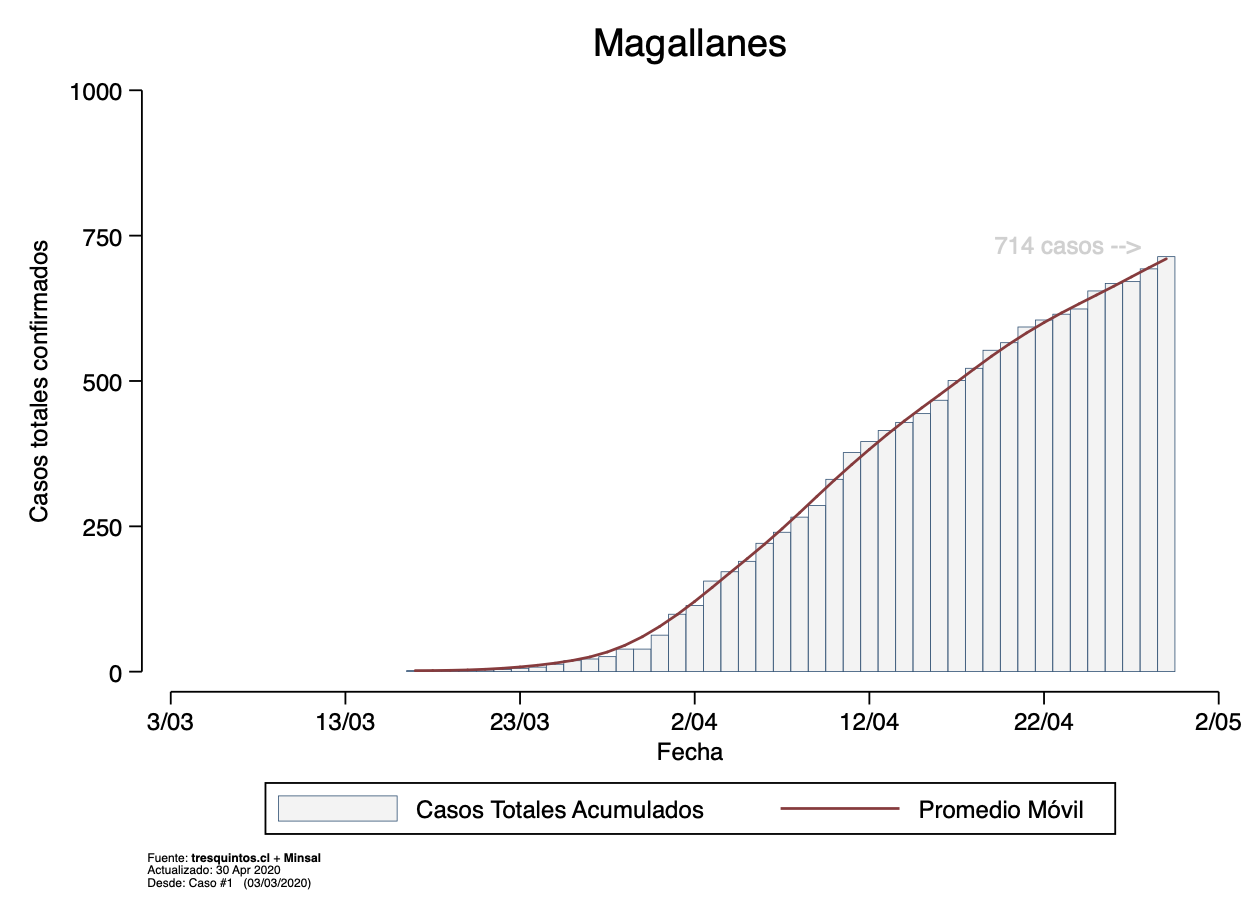 Magallanes
1000
750
500
250
0
Casos totales confirmados
714 casos -->
3/03 13/03 23/03 2/04 12/04 22/04 2/05
Fecha
Casos Totales Acumulados Promedio Móvil
Fuente: tresquintos.cl + Minsal
Actualizado: 30 Apr 2020
Desde: Caso #1 (03/03/2020)